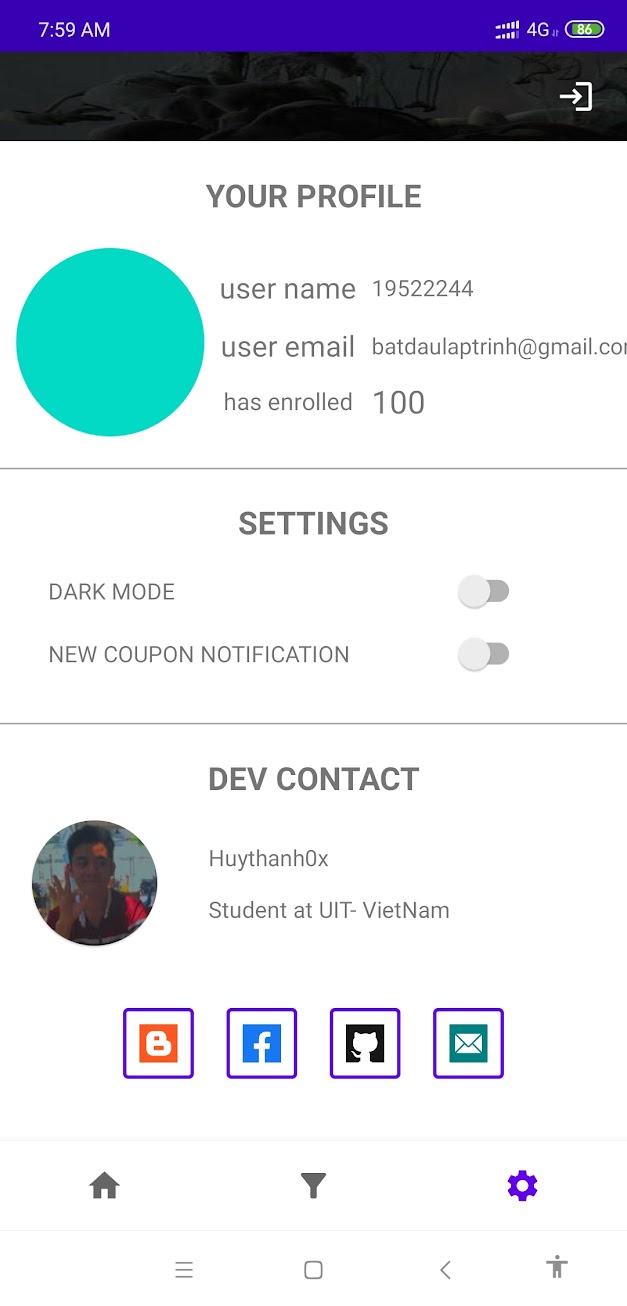 7:59 AM 4G 86
YOUR PROFILE
user name 19522244
user email batdaulaptrinh@gmail.co
has enrolled 100
SETTINGS
DARK MODE
NEW COUPON NOTIFICATION
DEV CONTACT
Huythanh0x
Student at UIT- VietNam